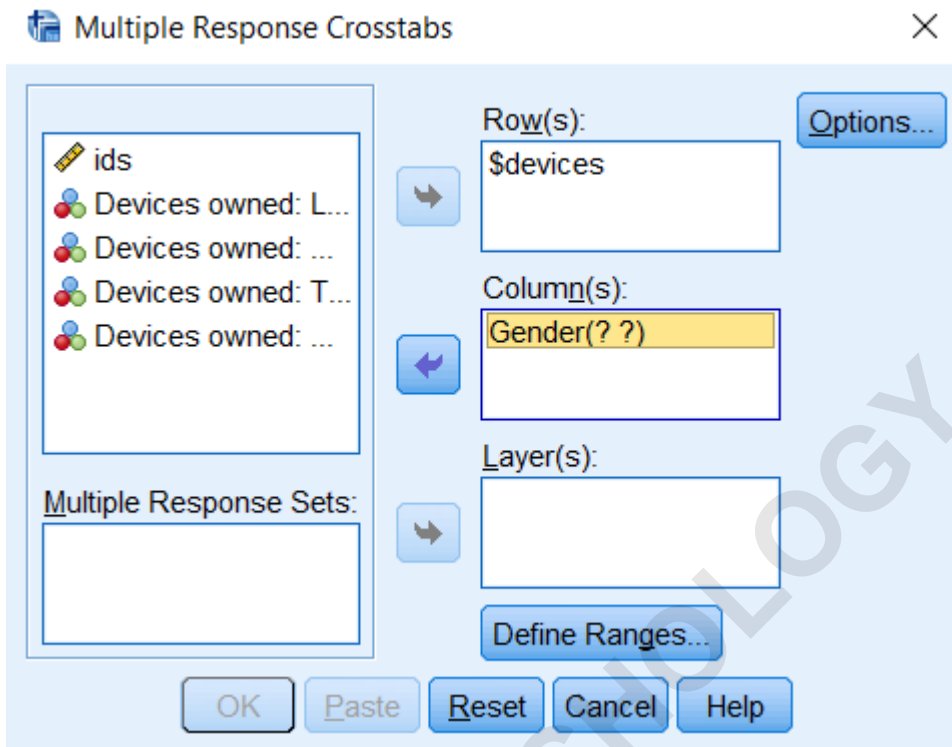 Multiple Response Crosstabs
ids
Devices owned: L...
Devices owned: ...
Devices owned: T...
Devices owned: ...
Multiple Response Sets:
Row(s):
$devices
Column(s):
Gender(? ?)
Layer(s):
Define Ranges...
Options...
OK Paste Reset Cancel Help
CHOLOGY